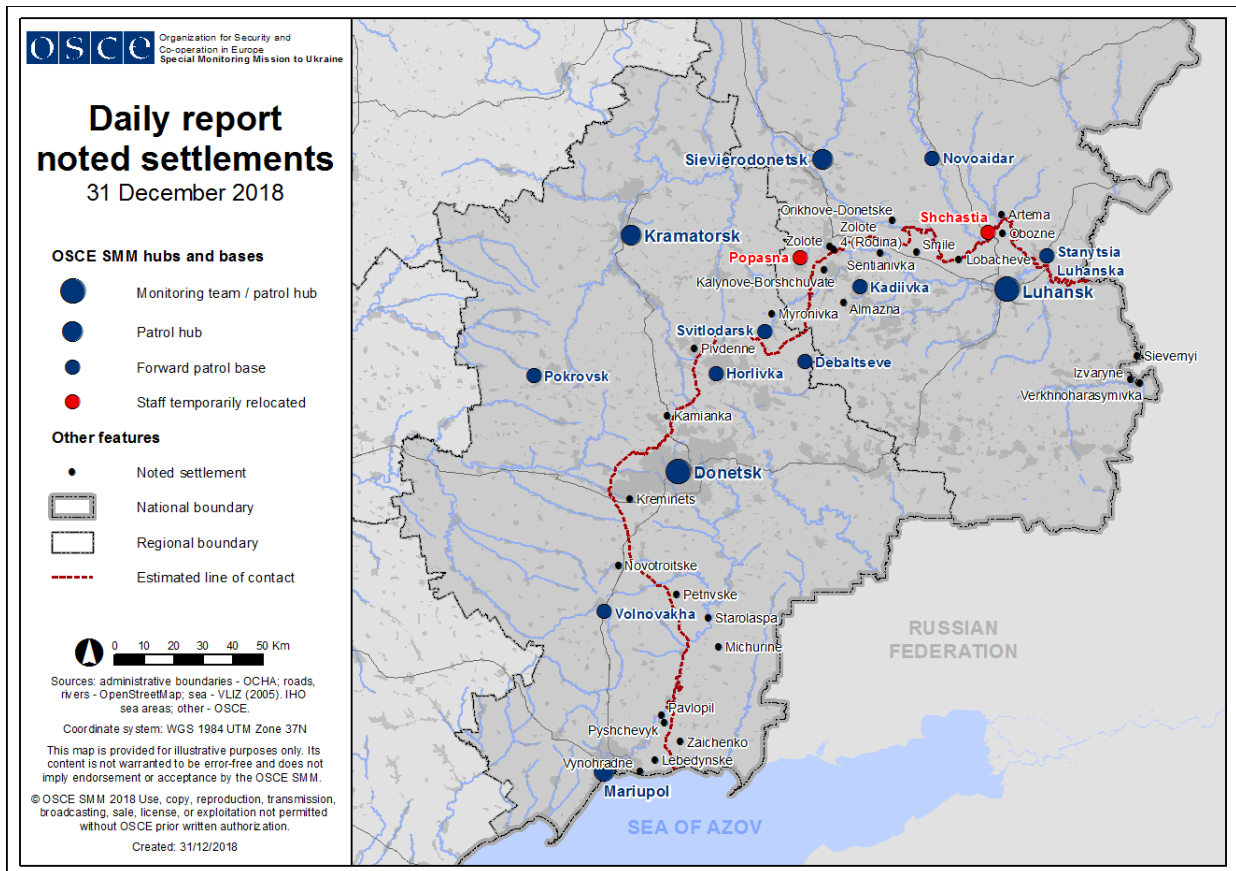 OSCE
Organization for Security and
Co-operation in Europe
Special Monitoring Mission to Ukraine
Daily report
noted settlements
31 December 2018
OSCE SMM hubs and bases
Monitoring team / patrol hub
Patrol hub
Forward patrol base
Staff temporarily relocated
Other features
Noted settlement
National boundary
Regional boundary
Estimated line of contact
0 10 20 30 40 50 Km
Sources: administrative boundaries - OCHA; roads,
rivers - OpenStreetMap; sea - VLIZ (2005). IHO
sea areas; other - OSCE.
Coordinate system: WGS 1984 UTM Zone 37N
This map is provided for illustrative purposes only. Its
content is not warranted to be error-free and does not
imply endorsement or acceptance by the OSCE SMM.
© OSCE SMM 2018 Use, copy, reproduction, transmission,
broadcasting, sale, license, or exploitation not permitted
without OSCE prior written authorization.
Created: 31/12/2018
Sievierodonetsk
Novoaidar
Orikhove-Donetske
Shchastia
Artema
Kramatorsk
Zolote
Zolote
4 (Rodina)
Smile
Obozne
Popasna
Sentianivka
Lobacheve
Stanytsia
Luhanska
Kalynove-Borshchuvate
Kadiivka
Luhansk
Almazna
Myronivka
Svitlodarsk
Pivdenne
Debaltseve
Sievernyi
Pokrovsk
Horlivka
Izvaryne
Verkhnoharasymivka
Kamianka
Donetsk
Kreminets
Novotroitske
Petrivske
Volnovakha
Starolaspa
Michurine
RUSSIAN
FEDERATION
Pavlopil
Pyshchevyk
Zaichenko
Vynohradne
Lebedynske
Mariupol
SEA OF AZOV